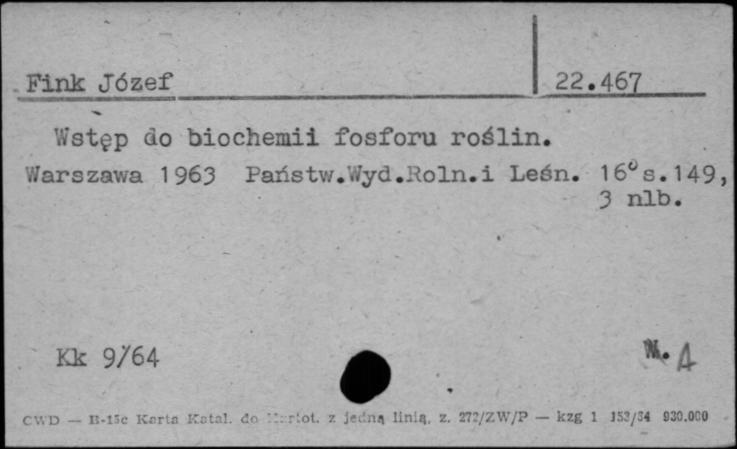 Fink Józef 22.467
Wstęp do biochemii fosforu roślin.
Warszawa 1963 Państw.Wyd.Roln.i Leśn. 16° s.149,
3 nlb.
Kk 9/64 W. A
CWD — B-15c Karta Katal. do z jedną linią, z. 272/ZW/P — kzg 1 153/54 930.000